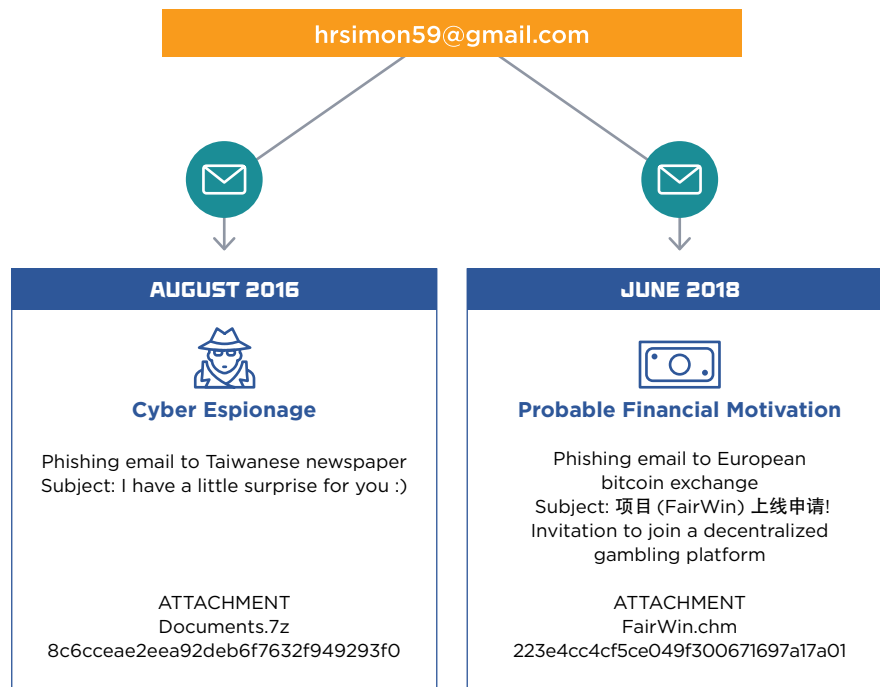 hrsimon59@gmail.com
AUGUST 2016
Cyber Espionage
Phishing email to Taiwanese newspaper
Subject: I have a little surprise for you :)
ATTACHMENT
Documents.7z
8c6cceae2eea92deb6f7632f949293f0
JUNE 2018
Probable Financial Motivation
Phishing email to European
bitcoin exchange
Subject: 项目 (FairWin) 上线申请!
Invitation to join a decentralized
gambling platform
ATTACHMENT
FairWin.chm
223e4cc4cf5ce049f300671697a17a01